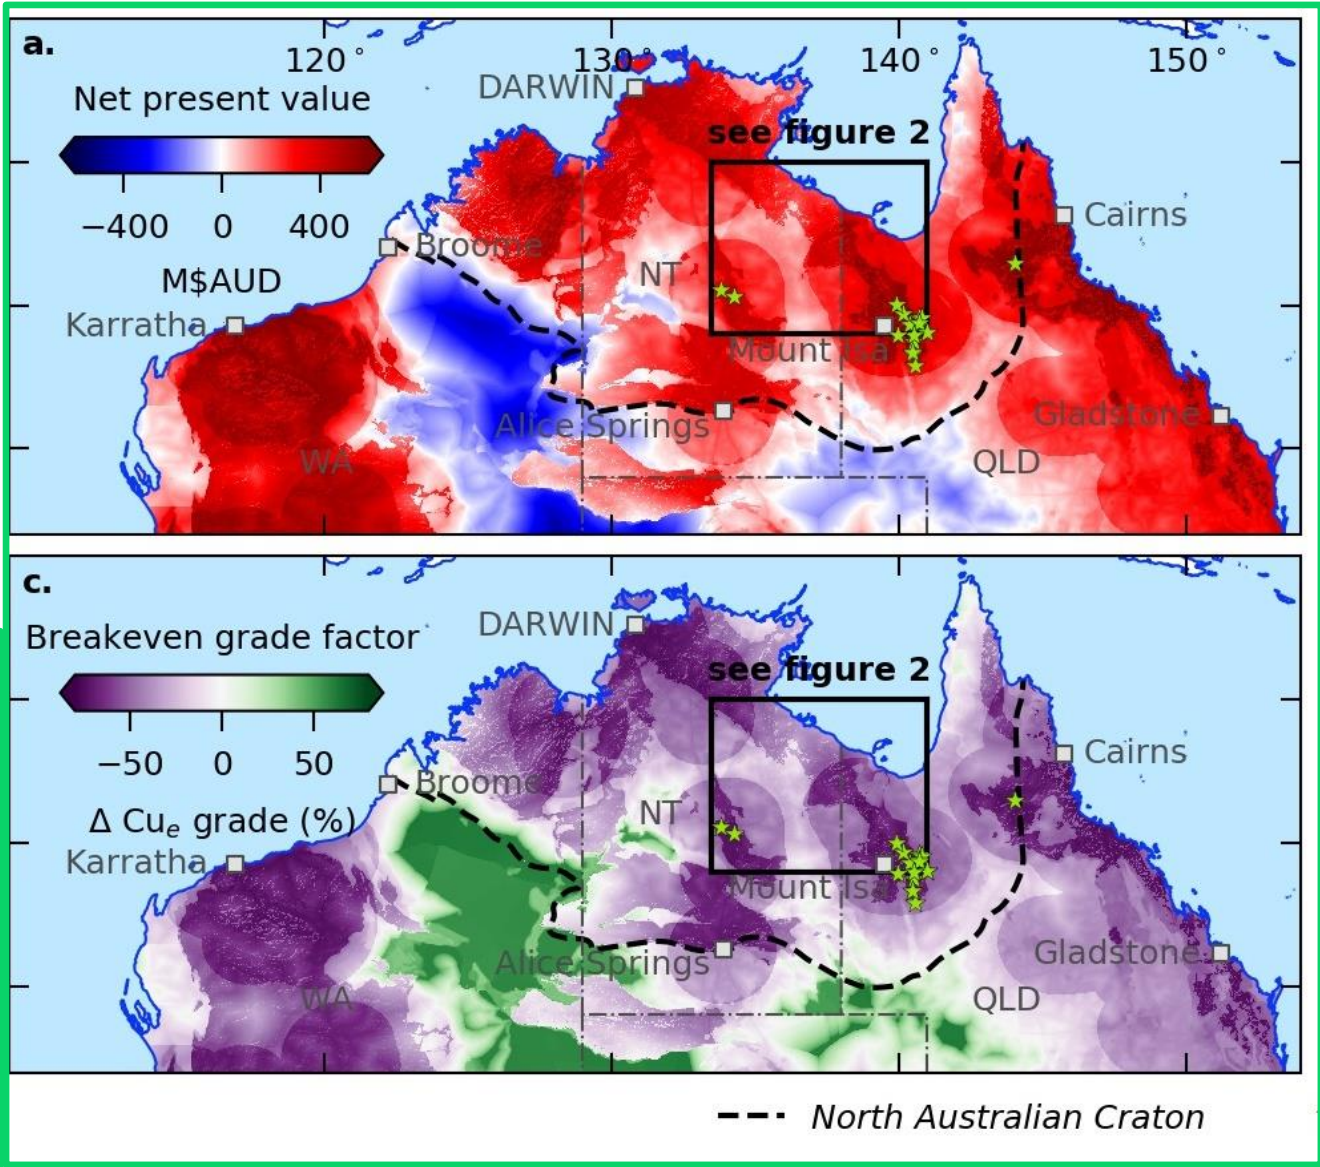 a.
120° 130° 140° 150°
DARWIN
Net present value
see figure 2
−400 0 400
Cairns
Broome
NT
M$AUD
Karratha
Mount Isa
Gladstone
Alice Springs
WA
QLD
c.
DARWIN
Breakeven grade factor
see figure 2
−50 0 50
Cairns
Broome
NT
Δ Cuₑ grade (%)
Karratha
Mount Isa
Gladstone
Alice Springs
WA
QLD
North Australian Craton